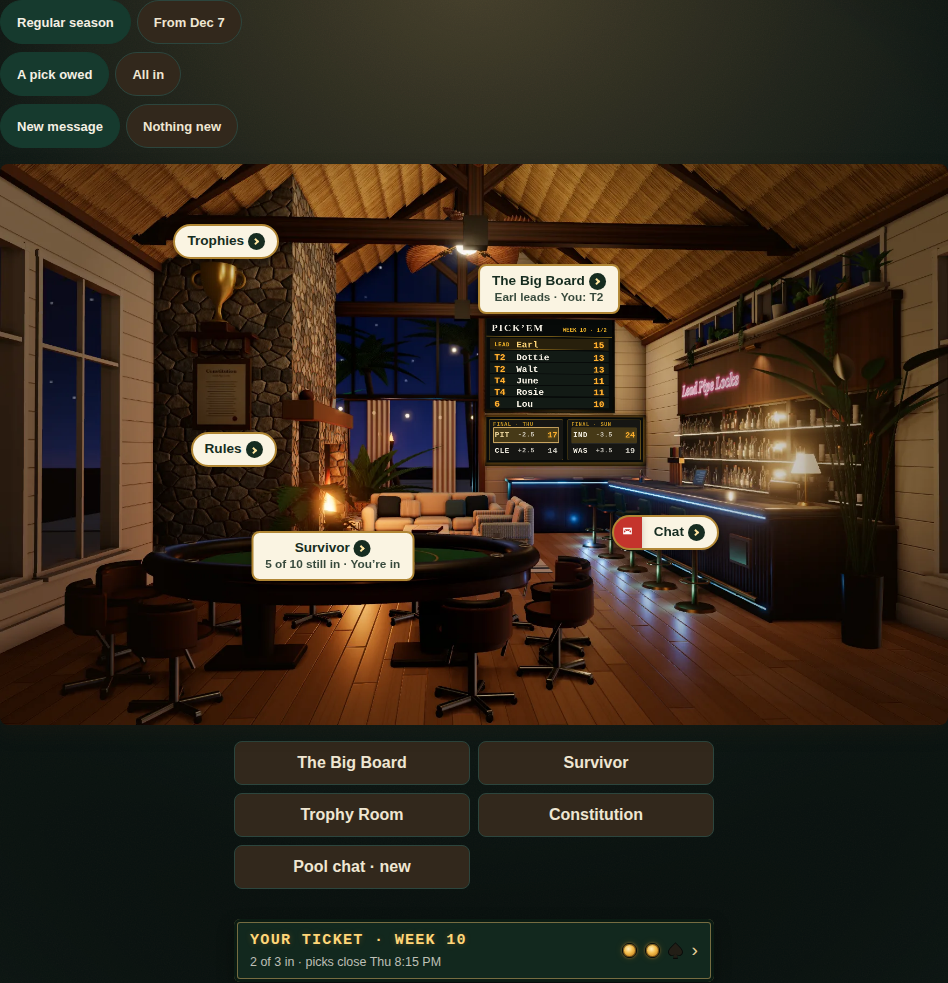 Regular season
From Dec 7
A pick owed
All in
New message
Nothing new
Trophies
The Big Board
Earl leads · You: T2
PICK'EM
WEEK 10 · 1/2
LEAD Earl 15
T2 Dottie 13
T2 Walt 13
T4 June 11
T4 Rosie 11
6 Lou 10
FINAL · THU
PIT -2.5 17
CLE +2.5 14
FINAL · SUN
IND -3.5 24
WAS +3.5 19
Lead Pipe Locks
Constitution
Rules
Chat
Survivor
5 of 10 still in · You're in
The Big Board
Survivor
Trophy Room
Constitution
Pool chat · new
YOUR TICKET · WEEK 10
2 of 3 in · picks close Thu 8:15 PM